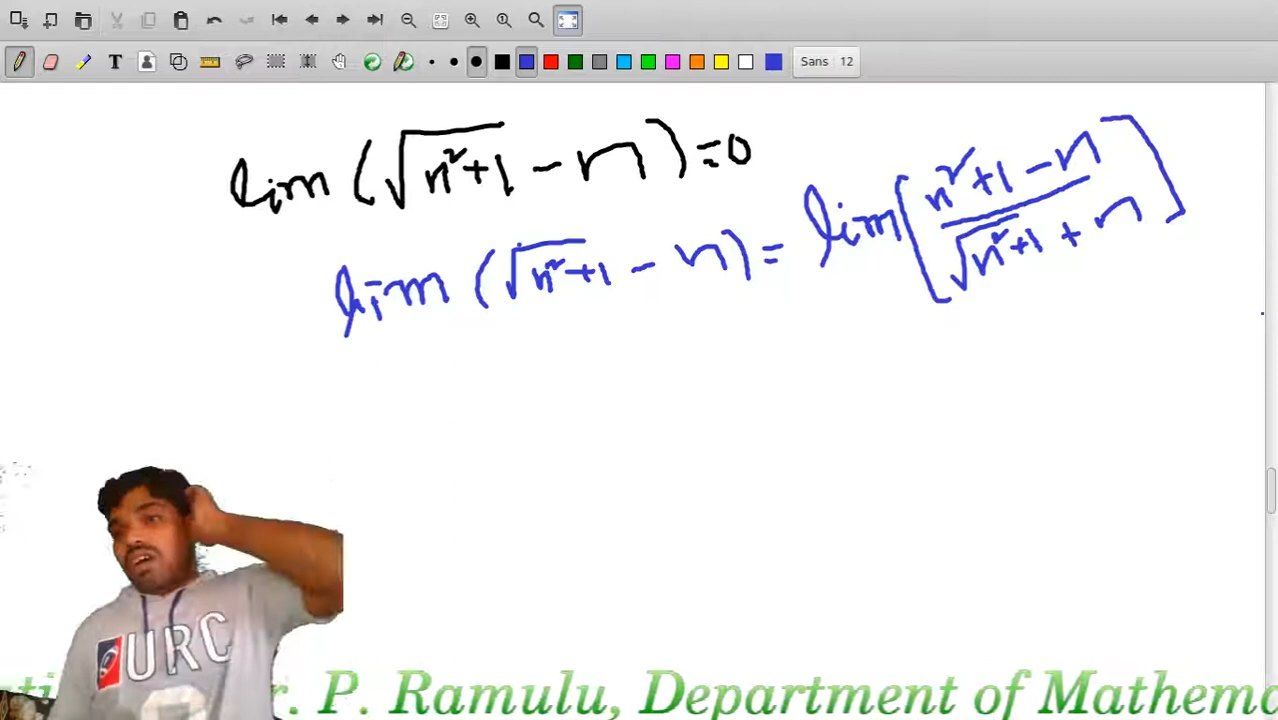 Sans 12
lim (√n²+1 − n) = 0
lim (√n²+1 − n) = lim [ n²+1 − n / √n²+1 + n ]
URC
r. P. Ramulu, Department of Mathema